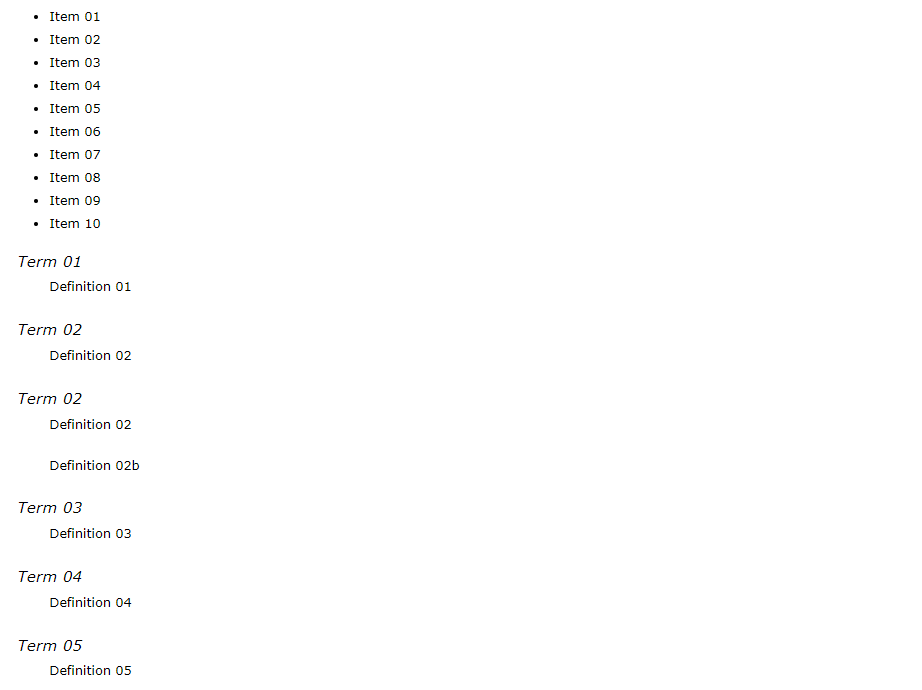 Item 01
Item 02
Item 03
Item 04
Item 05
Item 06
Item 07
Item 08
Item 09
Item 10
Term 01
Definition 01
Term 02
Definition 02
Term 02
Definition 02
Definition 02b
Term 03
Definition 03
Term 04
Definition 04
Term 05
Definition 05